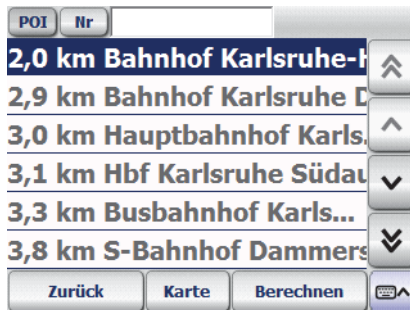 POI Nr
2,0 km Bahnhof Karlsruhe-H
2,9 km Bahnhof Karlsruhe D
3,0 km Hauptbahnhof Karls.
3,1 km Hbf Karlsruhe Südau
3,3 km Busbahnhof Karls...
3,8 km S-Bahnhof Dammers
Zurück Karte Berechnen